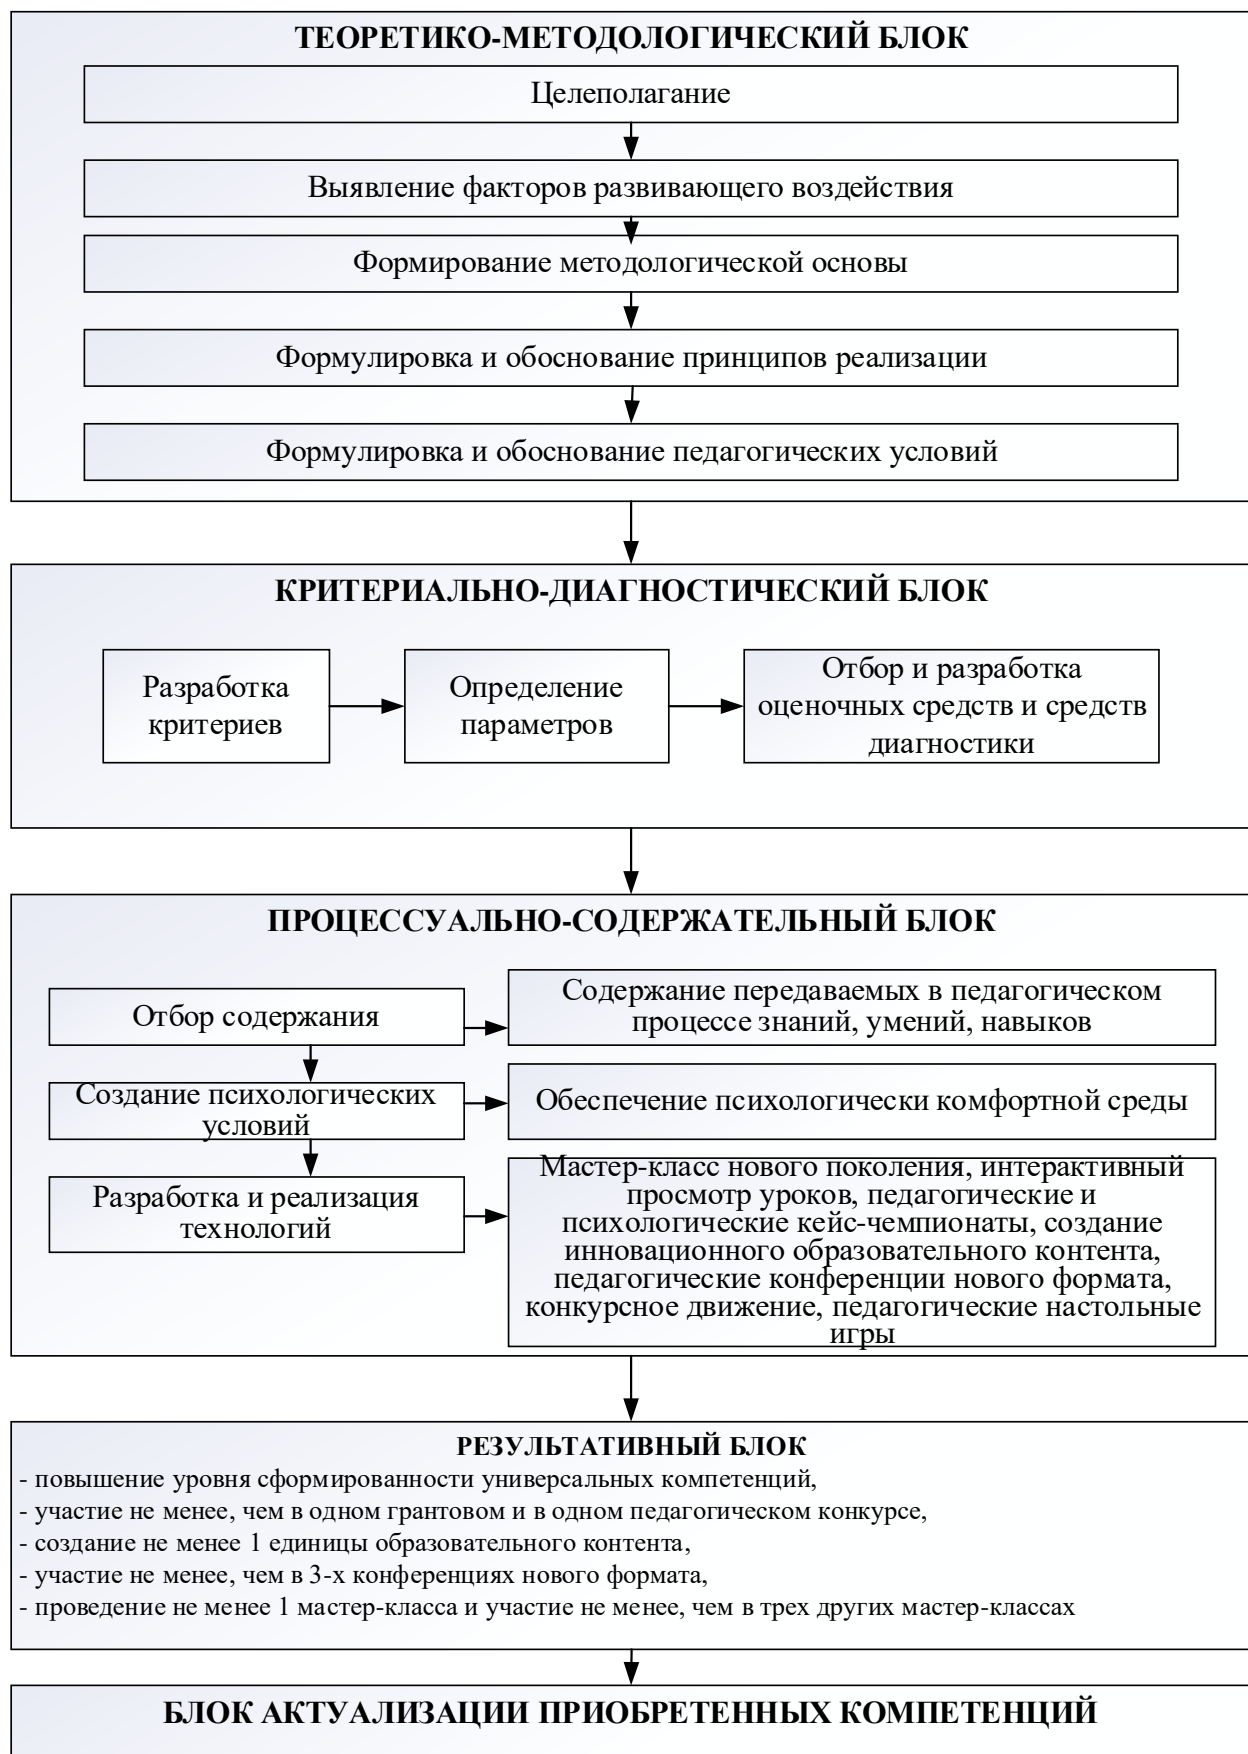 ТЕОРЕТИКО-МЕТОДОЛОГИЧЕСКИЙ БЛОК
Целеполагание
Выявление факторов развивающего воздействия
Формирование методологической основы
Формулировка и обоснование принципов реализации
Формулировка и обоснование педагогических условий
КРИТЕРИАЛЬНО-ДИАГНОСТИЧЕСКИЙ БЛОК
Разработка
критериев
Определение
параметров
Отбор и разработка
оценочных средств и средств
диагностики
ПРОЦЕССУАЛЬНО-СОДЕРЖАТЕЛЬНЫЙ БЛОК
Отбор содержания
Содержание передаваемых в педагогическом
процессе знаний, умений, навыков
Создание психологических
условий
Обеспечение психологически комфортной среды
Разработка и реализация
технологий
Мастер-класс нового поколения, интерактивный
просмотр уроков, педагогические и
психологические кейс-чемпионаты, создание
инновационного образовательного контента,
педагогические конференции нового формата,
конкурсное движение, педагогические настольные
игры
РЕЗУЛЬТАТИВНЫЙ БЛОК
- повышение уровня сформированности универсальных компетенций,
- участие не менее, чем в одном грантовом и в одном педагогическом конкурсе,
- создание не менее 1 единицы образовательного контента,
- участие не менее, чем в 3-х конференциях нового формата,
- проведение не менее 1 мастер-класса и участие не менее, чем в трех других мастер-классах
БЛОК АКТУАЛИЗАЦИИ ПРИОБРЕТЕННЫХ КОМПЕТЕНЦИЙ